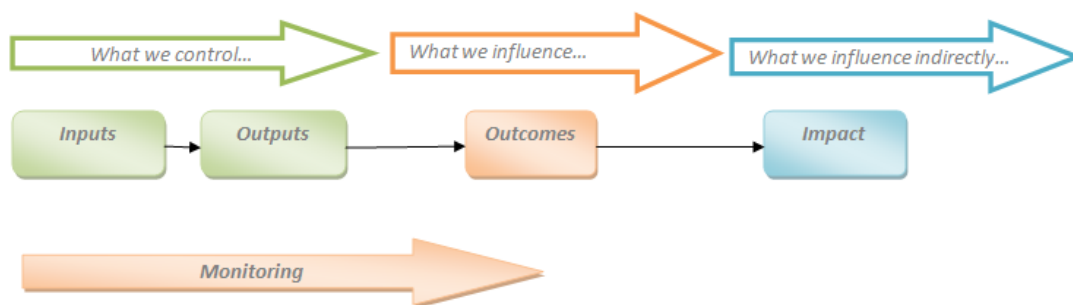 What we control...
What we influence...
What we influence indirectly...
Inputs
Outputs
Outcomes
Impact
Monitoring